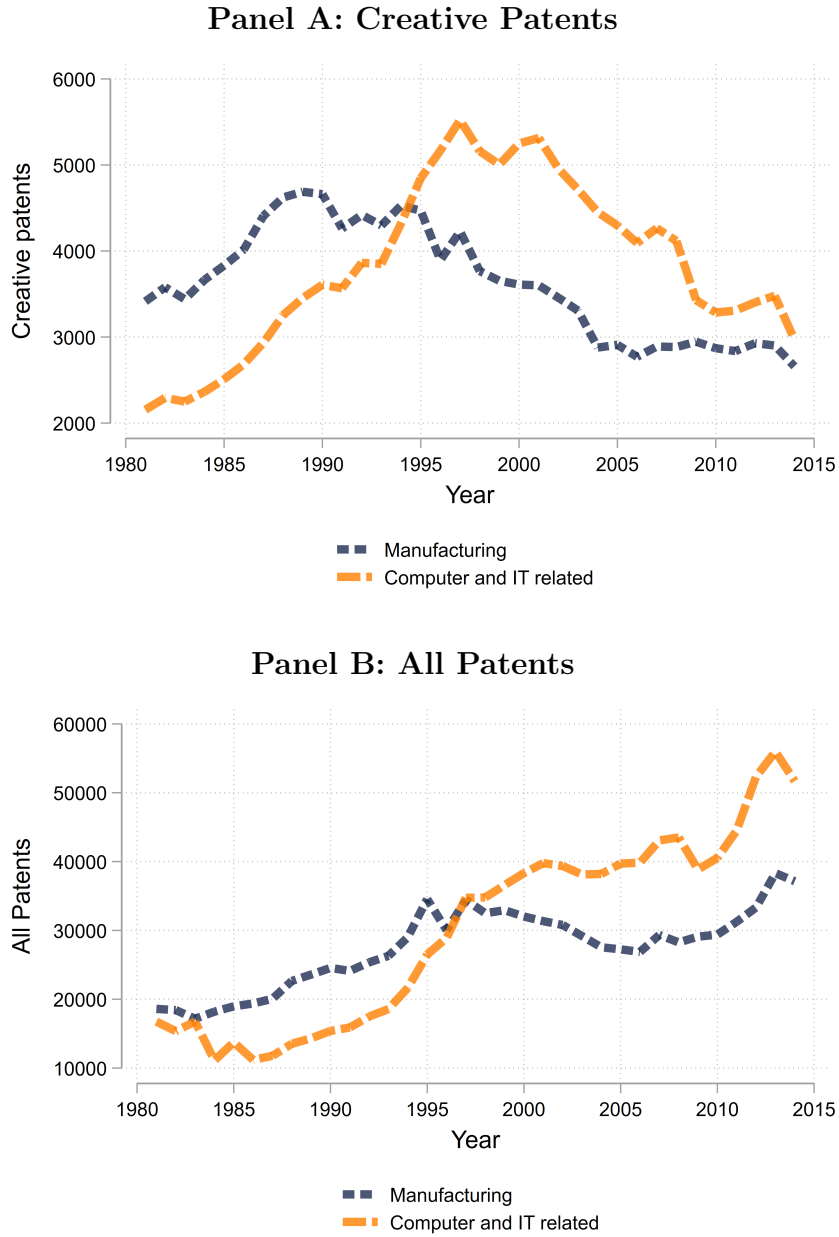 Panel A: Creative Patents
6000
5000
4000
3000
2000
Creative patents
1980 1985 1990 1995 2000 2005 2010 2015
Year
Manufacturing
Computer and IT related
Panel B: All Patents
60000
50000
40000
30000
20000
10000
All Patents
1980 1985 1990 1995 2000 2005 2010 2015
Year
Manufacturing
Computer and IT related